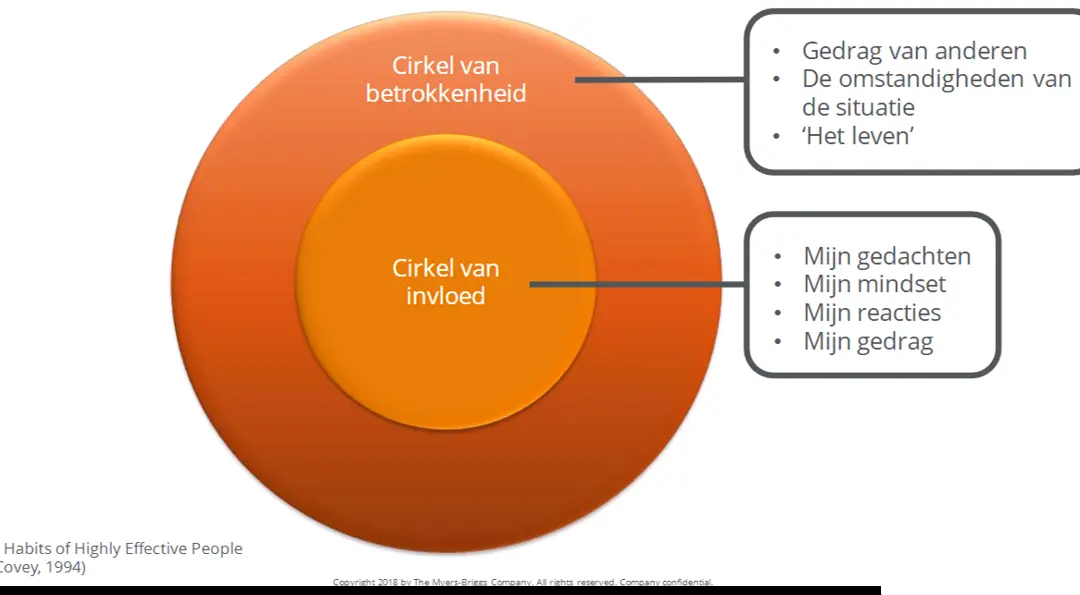 Cirkel van
betrokkenheid
• Gedrag van anderen
• De omstandigheden van
de situatie
• ‘Het leven’
Cirkel van
invloed
• Mijn gedachten
• Mijn mindset
• Mijn reacties
• Mijn gedrag
Habits of Highly Effective People
Covey, 1994)
Copyright 2018 by The Myers-Briggs Company. All rights reserved. Company confidential.